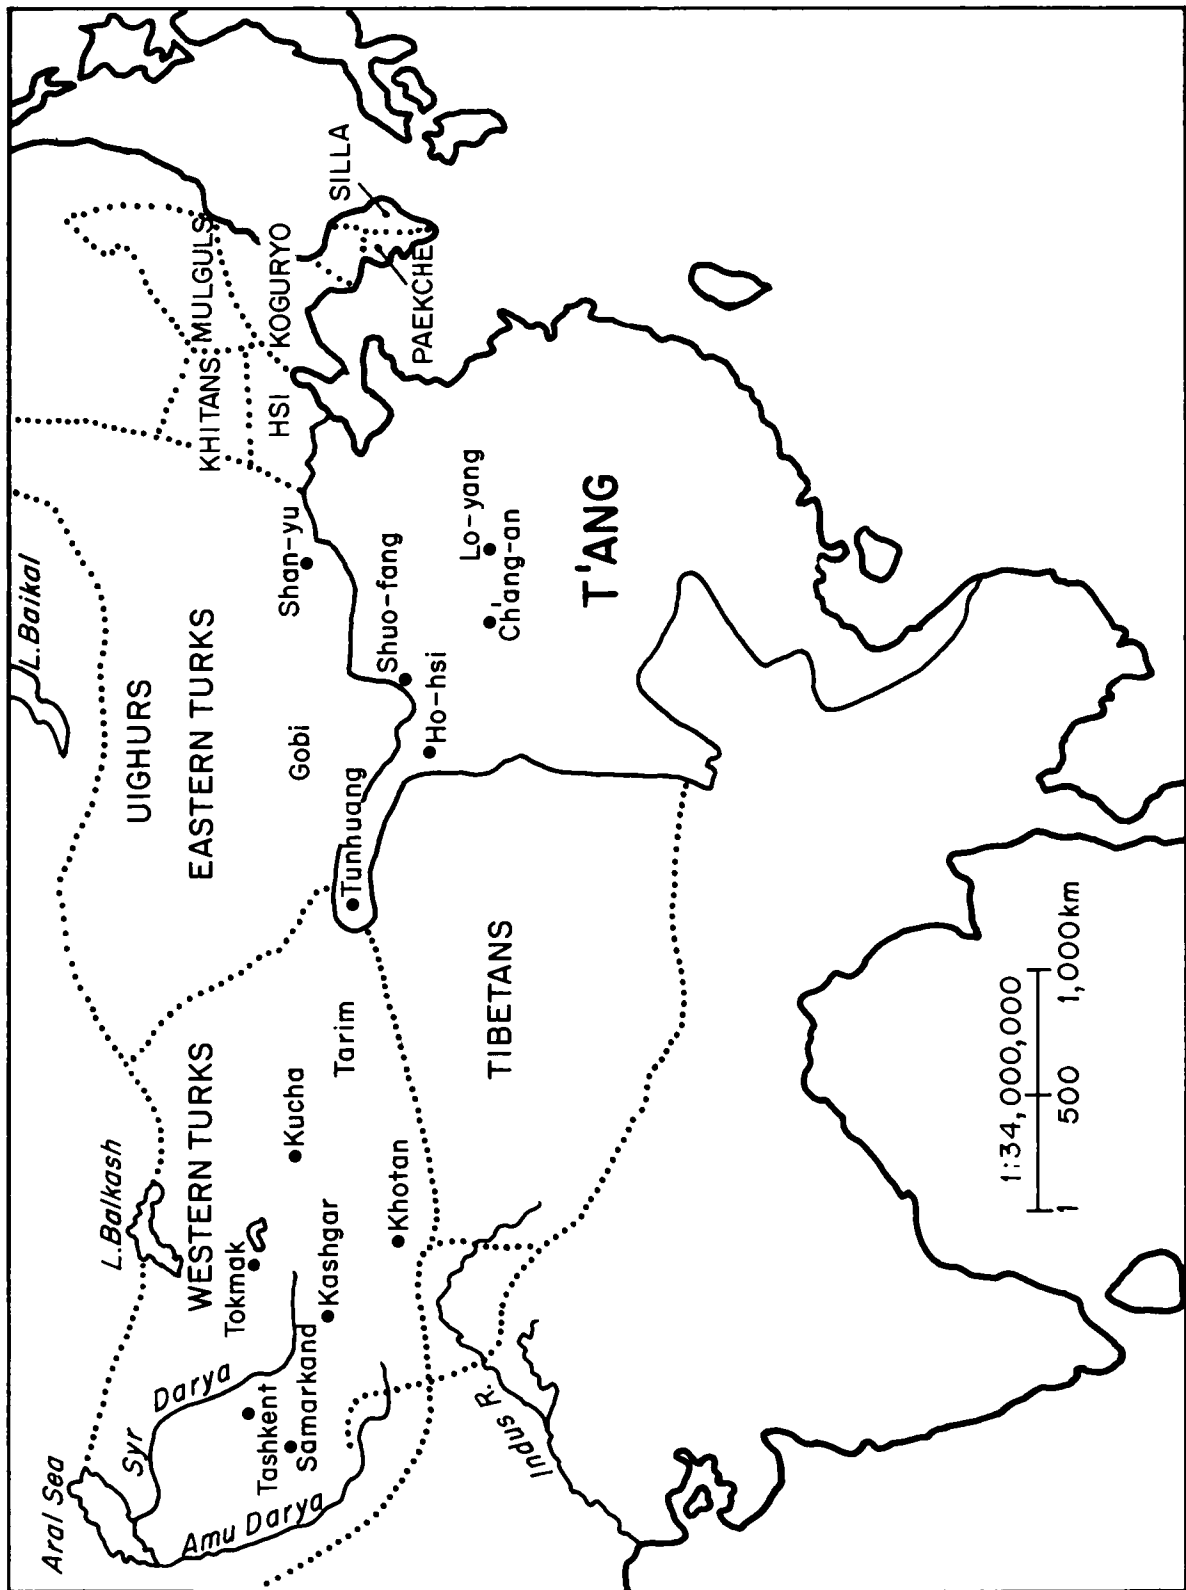 Aral Sea
L.Balkash
L.Baikal
Syr Darya
Amu Darya
WESTERN TURKS
UIGHURS
EASTERN TURKS
KHITANS
MULGULS
HSI
KOGURYO
SILLA
PAEKCHE
Tokmak
Tashkent
Samarkand
Kashgar
Kucha
Khotan
Tarim
Tunhuang
Gobi
Shan-yu
Shuo-fang
Ho-hsi
Lo-yang
Ch'ang-an
T'ANG
TIBETANS
Indus R.
1:34,000,000
1 500 1,000km